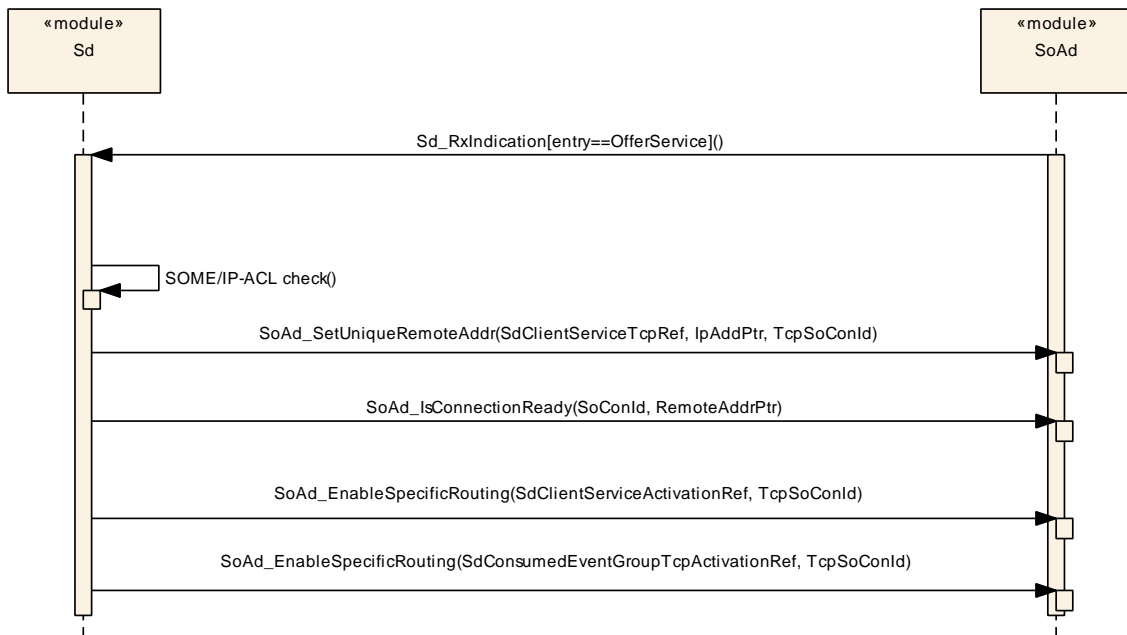 «module»
Sd
«module»
SoAd
Sd_RxIndication[entry==OfferService]()
SOME/IP-ACL check()
SoAd_SetUniqueRemoteAddr(SdClientServiceTcpRef, IpAddPtr, TcpSoConId)
SoAd_IsConnectionReady(SoConId, RemoteAddrPtr)
SoAd_EnableSpecificRouting(SdClientServiceActivationRef, TcpSoConId)
SoAd_EnableSpecificRouting(SdConsumedEventGroupTcpActivationRef, TcpSoConId)